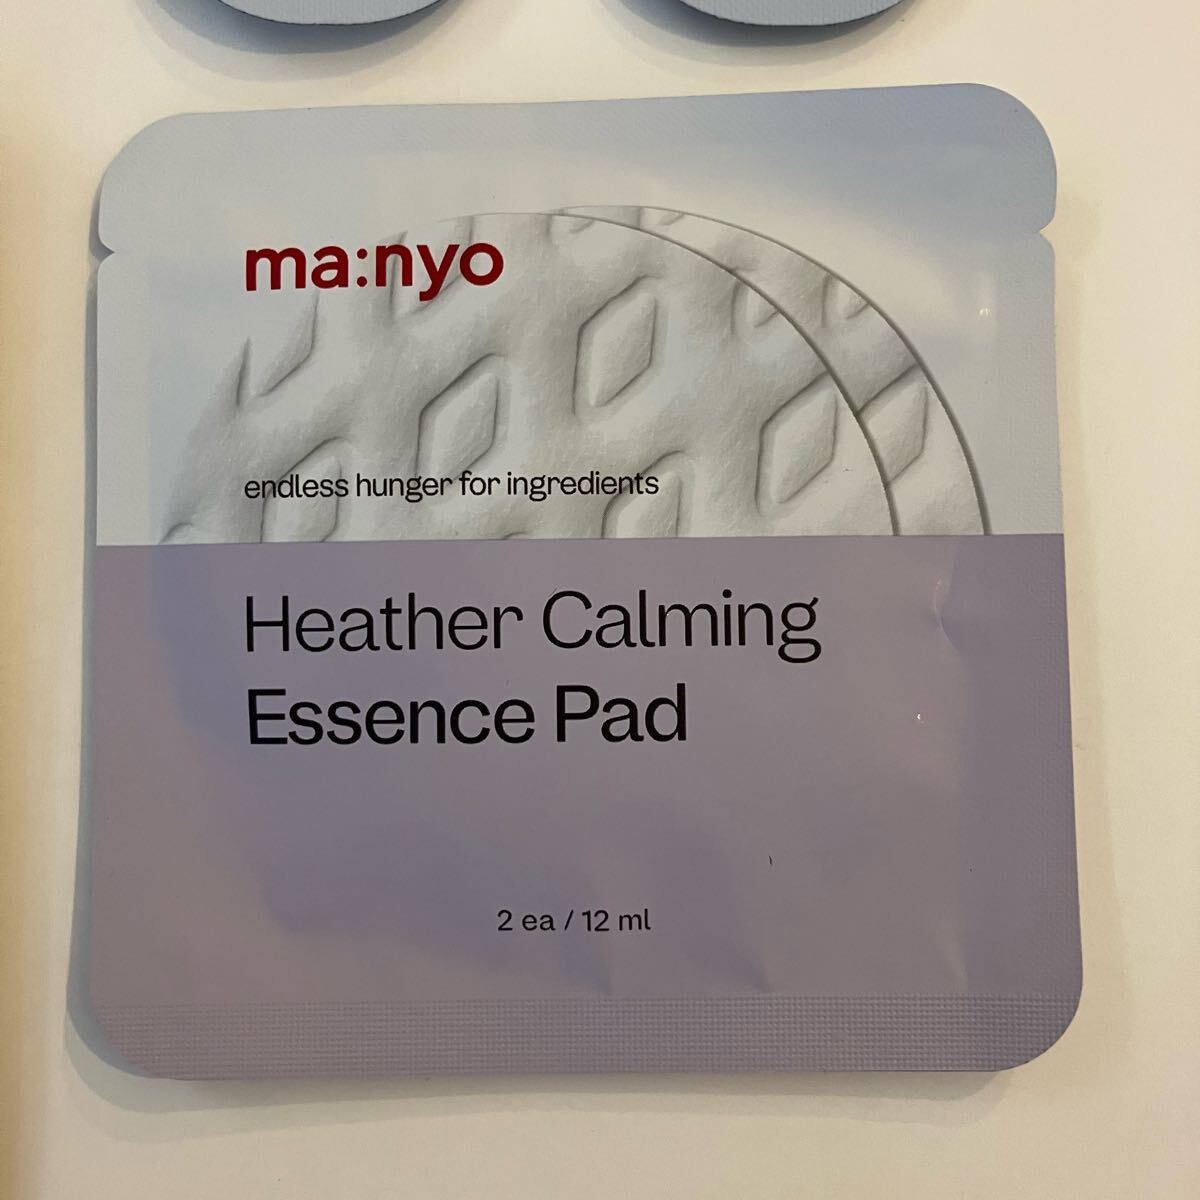 ma:nyo
endless hunger for ingredients
Heather Calming
Essence Pad
2 ea / 12 ml